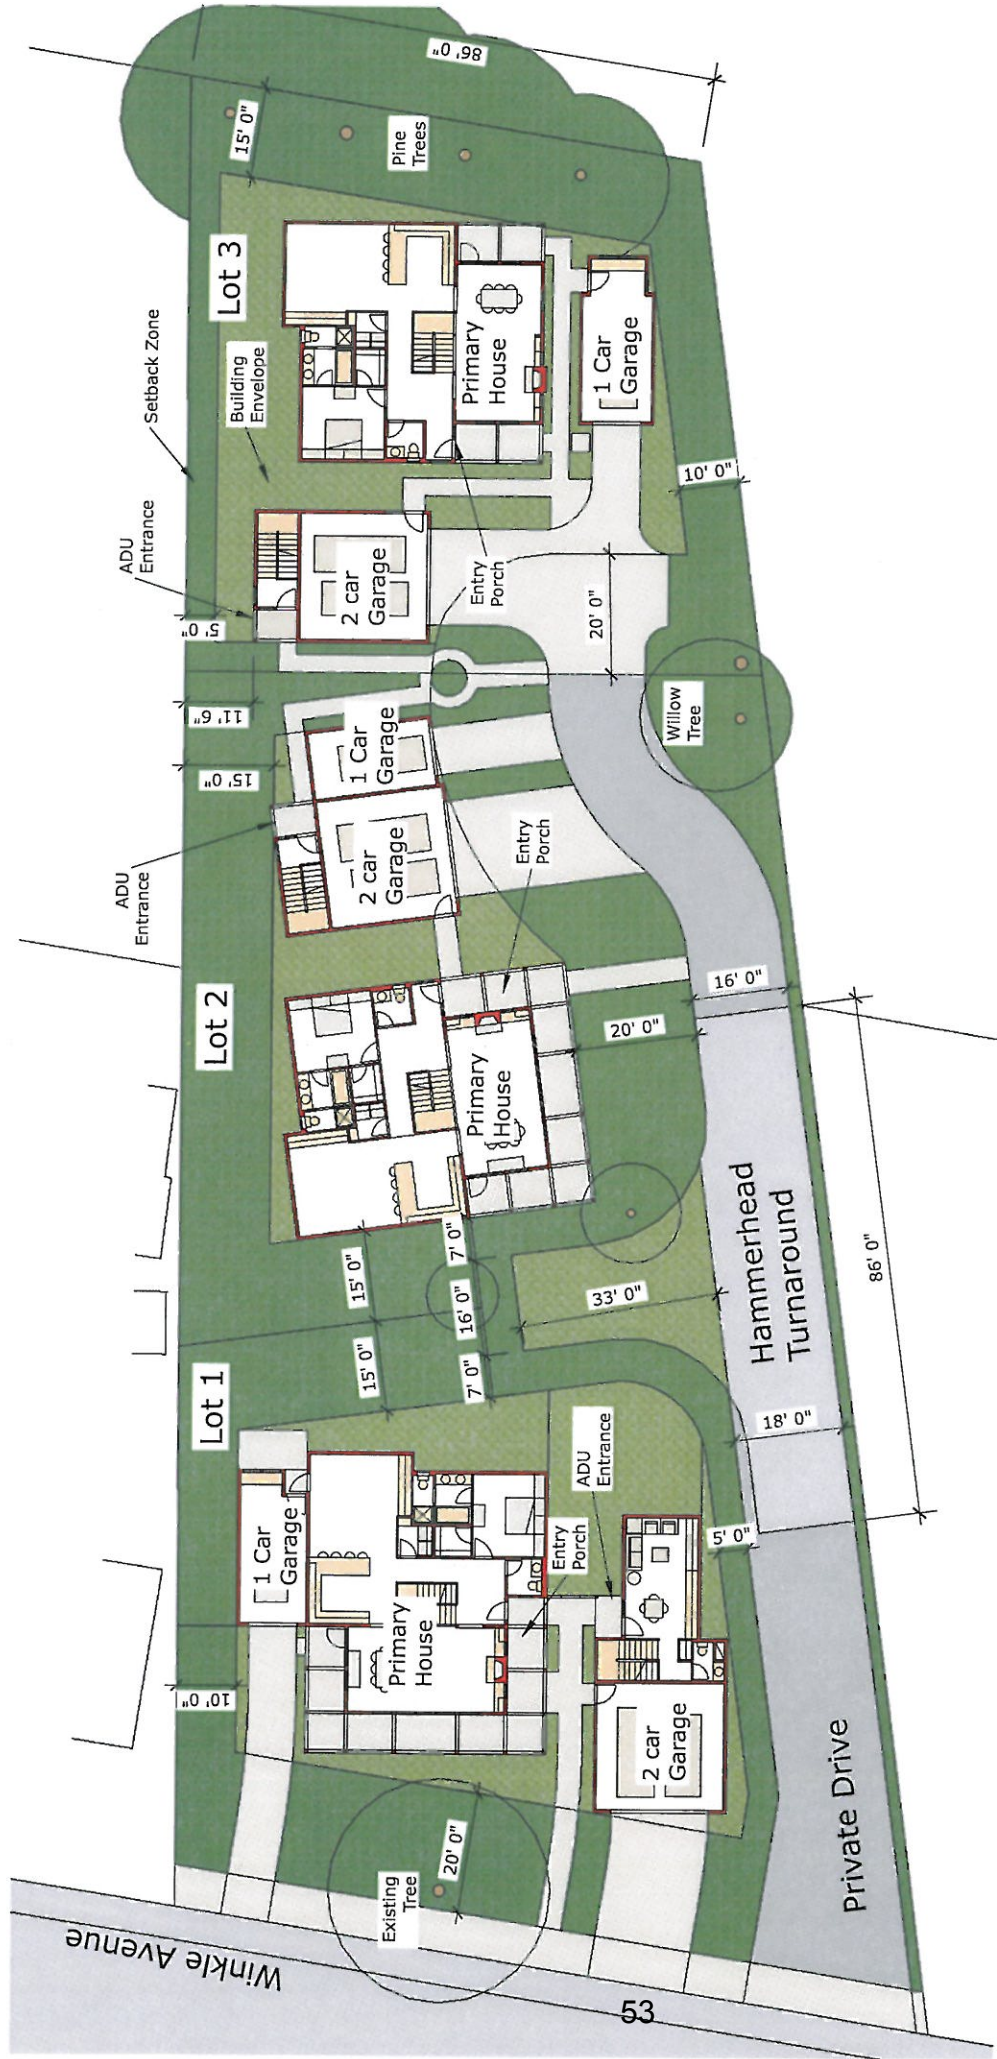 86' 0"
15' 0"
Pine
Trees
Lot 3
Setback Zone
Building
Envelope
Primary
House
1 Car
Garage
10' 0"
ADU
Entrance
2 car
Garage
Entry
Porch
5' 0"
20' 0"
11' 6"
15' 0"
Willow
Tree
1 Car
Garage
2 car
Garage
ADU
Entrance
Entry
Porch
Lot 2
16' 0"
20' 0"
Primary
House
Hammerhead
Turnaround
86' 0"
15' 0"
7' 0"
16' 0"
33' 0"
15' 0"
7' 0"
Lot 1
18' 0"
ADU
Entrance
5' 0"
1 Car
Garage
Entry
Porch
Primary
House
10' 0"
2 car
Garage
Private Drive
20' 0"
Existing
Tree
Winkle Avenue
53